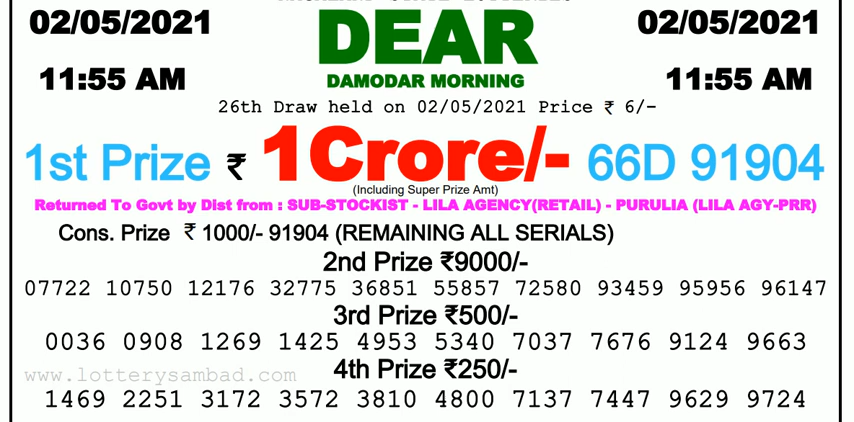 02/05/2021 DEAR 02/05/2021
11:55 AM DAMODAR MORNING 11:55 AM
26th Draw held on 02/05/2021 Price ₹ 6/-
1st Prize ₹ 1Crore/- 66D 91904
(Including Super Prize Amt)
Returned To Govt by Dist from : SUB-STOCKIST - LILA AGENCY(RETAIL) - PURULIA (LILA AGY-PRR)
Cons. Prize ₹ 1000/- 91904 (REMAINING ALL SERIALS)
2nd Prize ₹9000/-
07722 10750 12176 32775 36851 55857 72580 93459 95956 96147
3rd Prize ₹500/-
0036 0908 1269 1425 4953 5340 7037 7676 9124 9663
4th Prize ₹250/-
www.lotterysambad.com
1469 2251 3172 3572 3810 4800 7137 7447 9629 9724